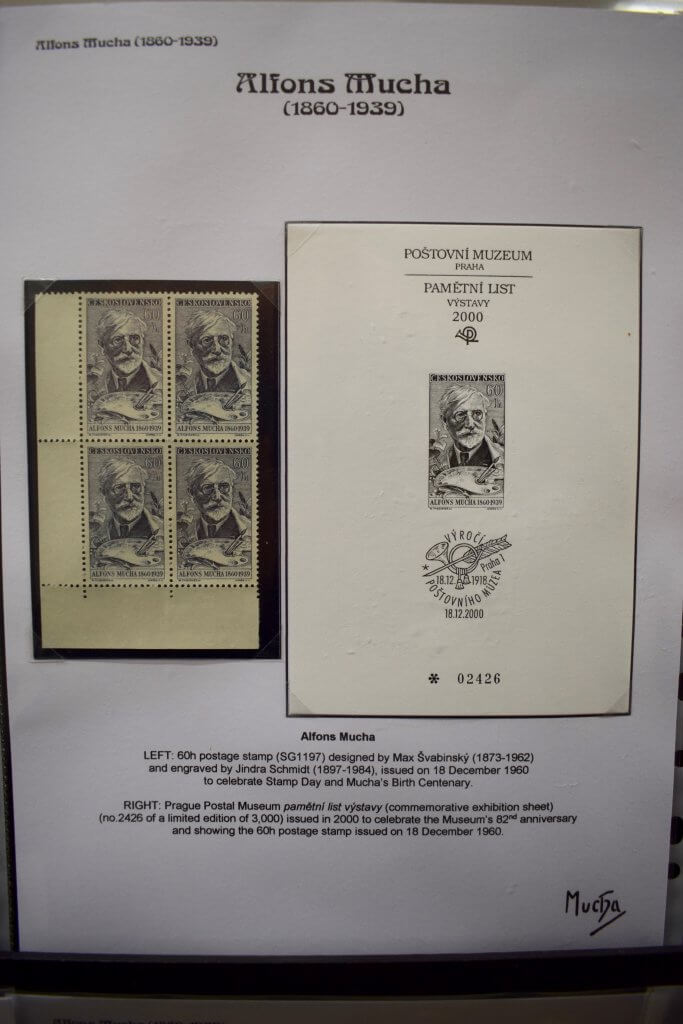 Alfons Mucha (1860-1939)
Alfons Mucha
(1860-1939)
POŠTOVNÍ MUZEUM
PRAHA
PAMĚTNÍ LIST
VÝSTAVY
2000
ČESKOSLOVENSKO
60
ALFONS MUCHA 1860-1939
ČESKOSLOVENSKO
60
ALFONS MUCHA 1860-1939
ČESKOSLOVENSKO
60
ALFONS MUCHA 1860-1939
ČESKOSLOVENSKO
60
ALFONS MUCHA 1860-1939
ČESKOSLOVENSKO
60
ALFONS MUCHA 1860-1939
VÝROČÍ
Praha 1
18.12.1918
POŠTOVNÍHO MUZEA
18.12.2000
* 02426
Alfons Mucha
LEFT: 60h postage stamp (SG1197) designed by Max Švabinský (1873-1962)
and engraved by Jindra Schmidt (1897-1984), issued on 18 December 1960
to celebrate Stamp Day and Mucha's Birth Centenary.
RIGHT: Prague Postal Museum pamětní list výstavy (commemorative exhibition sheet)
(no.2426 of a limited edition of 3,000) issued in 2000 to celebrate the Museum's 82nd anniversary
and showing the 60h postage stamp issued on 18 December 1960.
Mucha
Alfons Mucha (1860-1939)